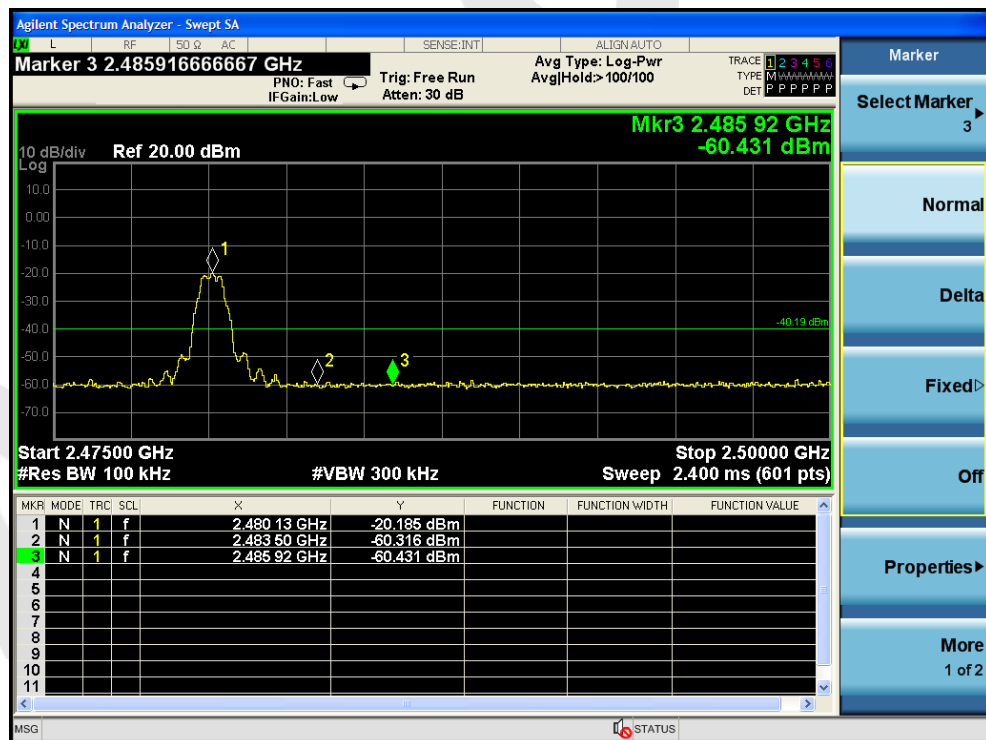 Agilent Spectrum Analyzer - Swept SA
LXI L RF 50 Ω AC SENSE:INT ALIGN AUTO
Marker 3 2.485916666667 GHz
PNO: Fast
IFGain:Low
Trig: Free Run
Atten: 30 dB
Avg Type: Log-Pwr
Avg|Hold:>100/100
TRACE 1 2 3 4 5 6
TYPE M WWWWW
DET P P P P P P
Mkr3 2.485 92 GHz
-60.431 dBm
10 dB/div Ref 20.00 dBm
Log
10.0
0.00
-10.0
-20.0
-30.0
-40.0
-50.0
-60.0
-70.0
1
2
3
-40.19 dBm
Start 2.47500 GHz Stop 2.50000 GHz
#Res BW 100 kHz #VBW 300 kHz Sweep 2.400 ms (601 pts)
MKR MODE TRC SCL X Y FUNCTION FUNCTION WIDTH FUNCTION VALUE
1 N 1 f 2.480 13 GHz -20.185 dBm
2 N 1 f 2.483 50 GHz -60.316 dBm
3 N 1 f 2.485 92 GHz -60.431 dBm
4
5
6
7
8
9
10
11
MSG STATUS
Marker
Select Marker
3
Normal
Delta
Fixed
Off
Properties
More
1 of 2